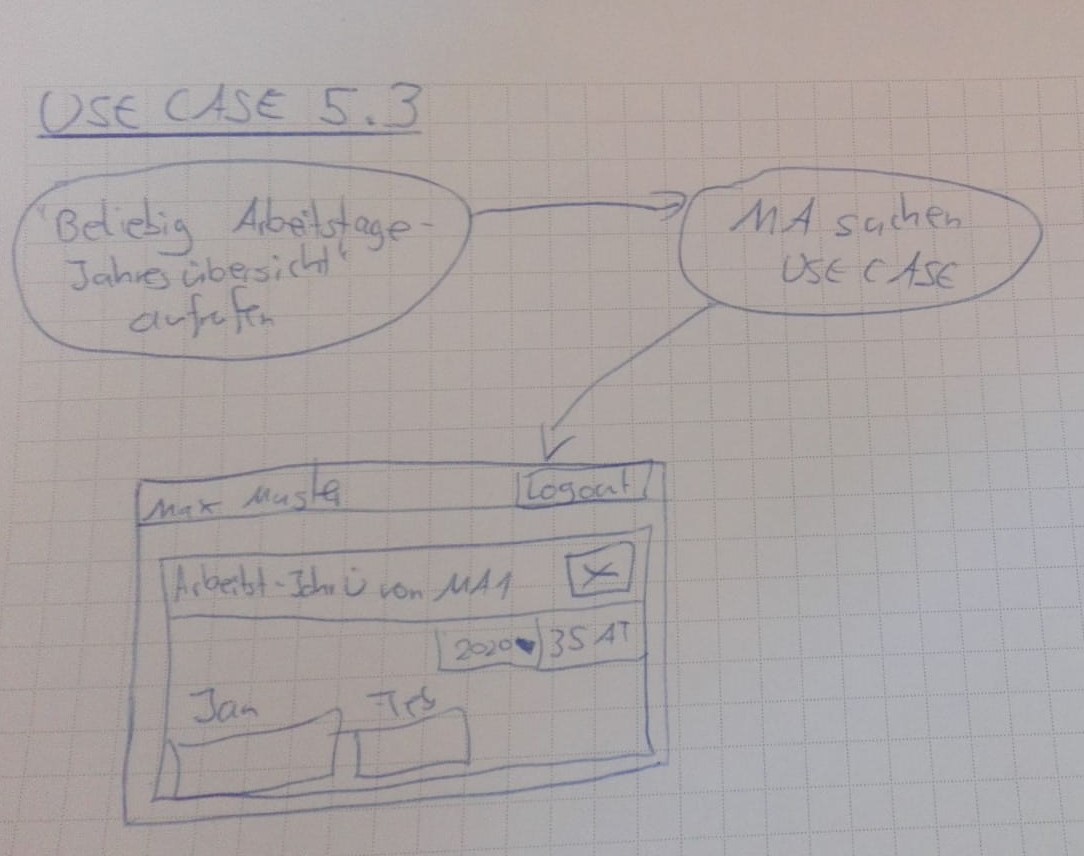 USE CASE 5.3
"Beliebig Arbeitstage-
Jahresübersicht"
aufrufen
MA suchen
USE CASE
Max Muster
Logout
Arbeitst-Jahr Ü von MA1
X
2020 35 AT
Jan Feb